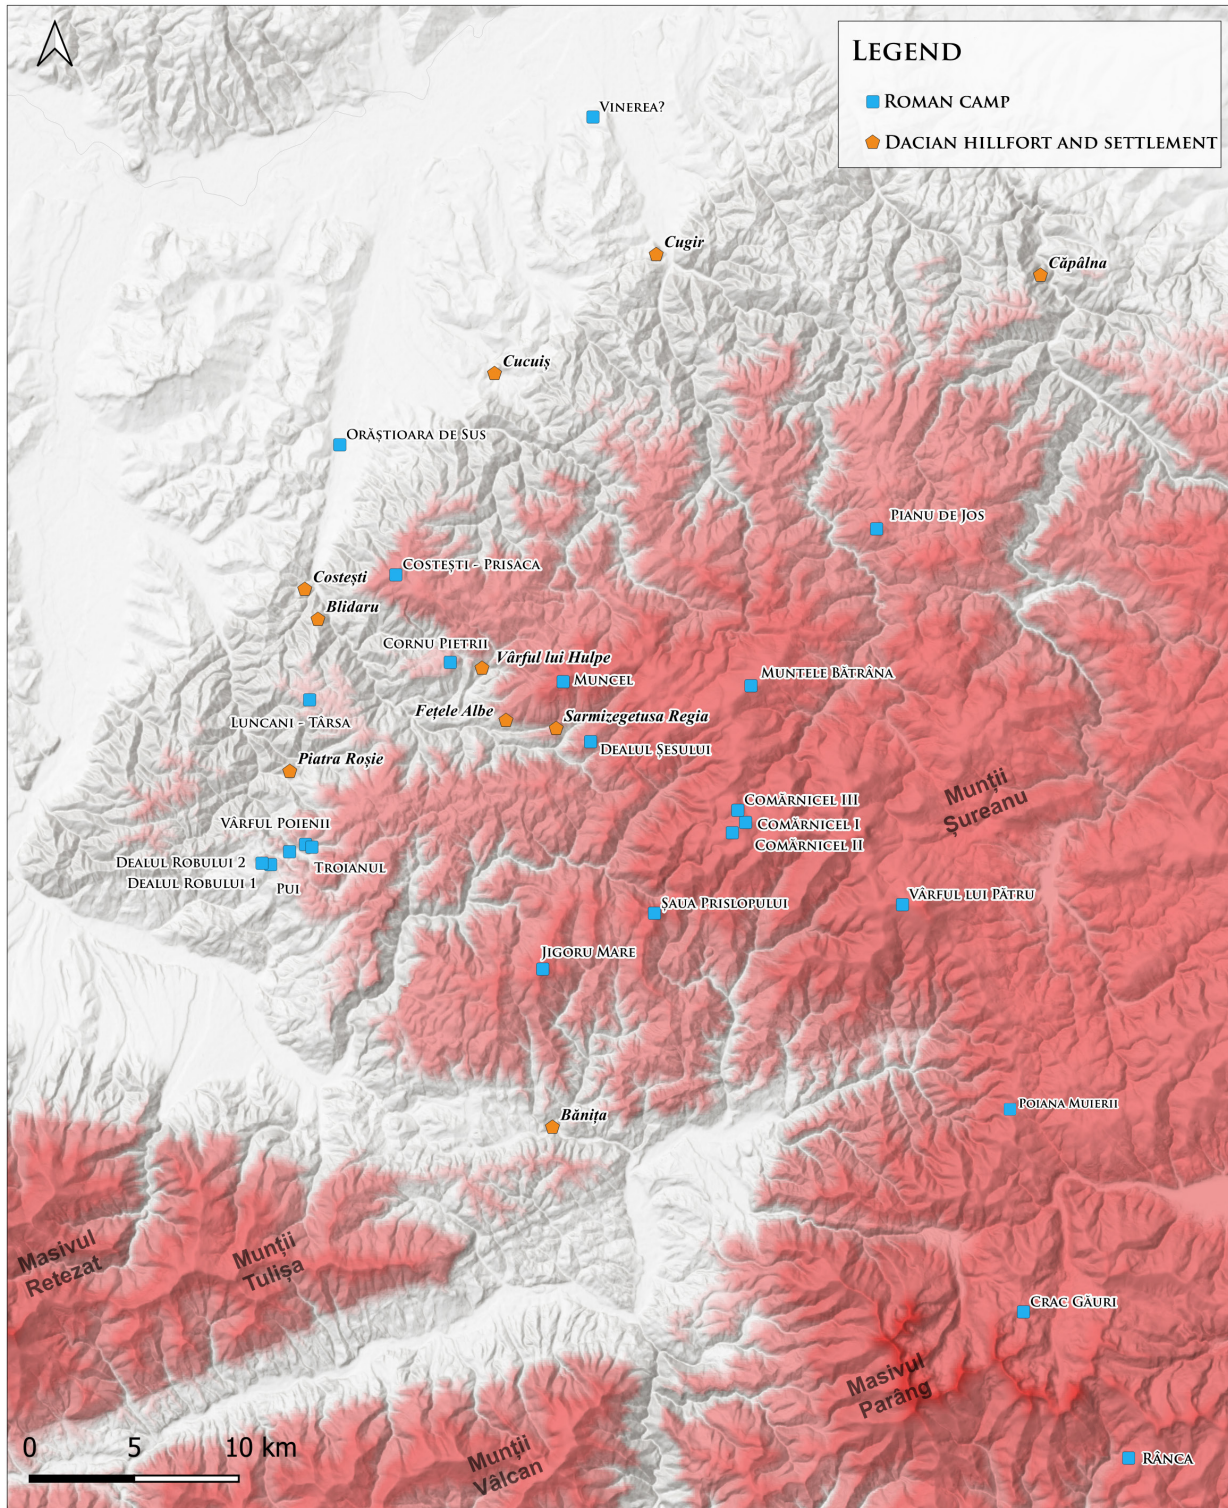 LEGEND
ROMAN CAMP
DACIAN HILLFORT AND SETTLEMENT
VINEREA?
Cugir
Căpâlna
Cucuiș
ORĂȘTIOARA DE SUS
PIANU DE JOS
COSTEȘTI - PRISACA
Costești
Blidaru
CORNU PIETRII
Vârful lui Hulpe
MUNCEL
MUNTELE BĂTRÂNA
LUNCANI - TÂRSA
Fețele Albe
Sarmizegetusa Regia
DEALUL ȘESULUI
Piatra Roșie
Munții
Șureanu
COMĂRNICEL III
COMĂRNICEL I
COMĂRNICEL II
VÂRFUL POIENII
DEALUL ROBULUI 2
TROIANUL
DEALUL ROBULUI 1
PUI
VÂRFUL LUI PĂTRU
ȘAUA PRISLOPULUI
JIGORU MARE
Bănița
POIANA MUIERII
Masivul
Retezat
Munții
Tulișa
CRAC GĂURI
Masivul
Parâng
Munții
Vâlcan
RÂNCA
0 5 10 km